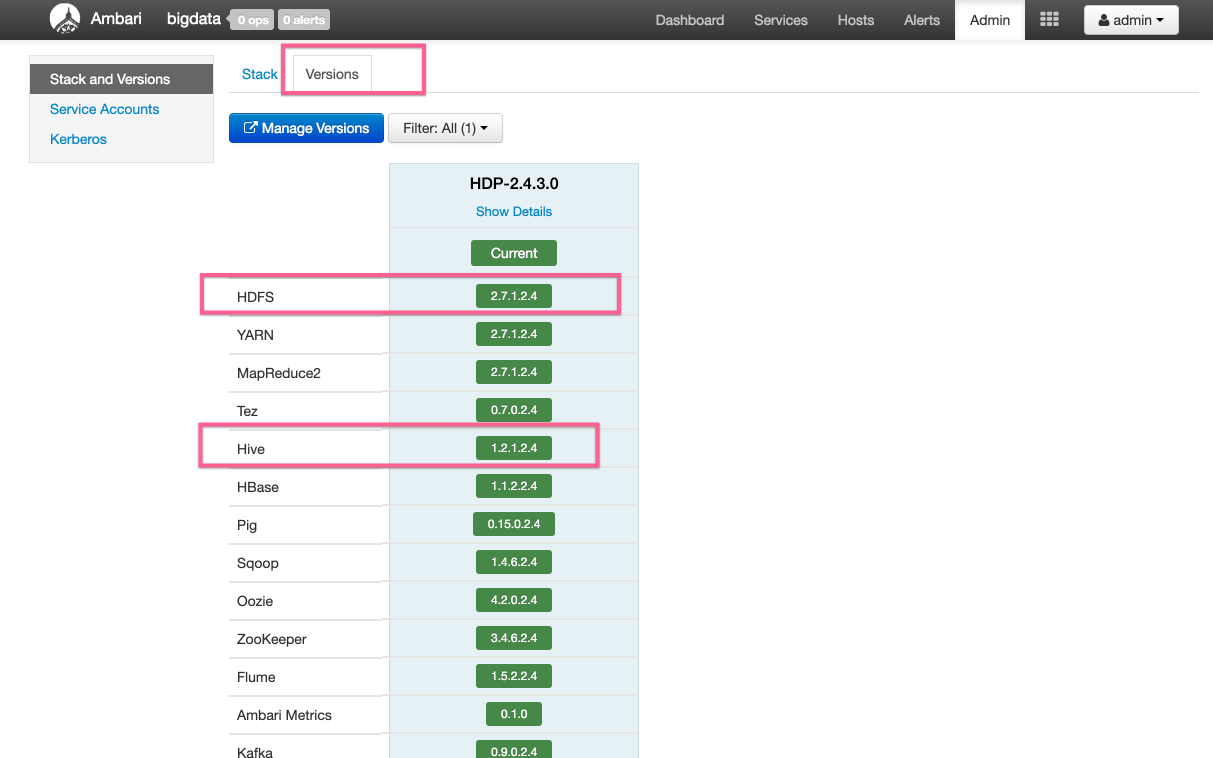 Ambari bigdata 0 ops 0 alerts Dashboard Services Hosts Alerts Admin admin
Stack and Versions
Service Accounts
Kerberos
Stack Versions
Manage Versions Filter: All (1)
HDP-2.4.3.0
Show Details
Current
HDFS 2.7.1.2.4
YARN 2.7.1.2.4
MapReduce2 2.7.1.2.4
Tez 0.7.0.2.4
Hive 1.2.1.2.4
HBase 1.1.2.2.4
Pig 0.15.0.2.4
Sqoop 1.4.6.2.4
Oozie 4.2.0.2.4
ZooKeeper 3.4.6.2.4
Flume 1.5.2.2.4
Ambari Metrics 0.1.0
Kafka 0.9.0.2.4